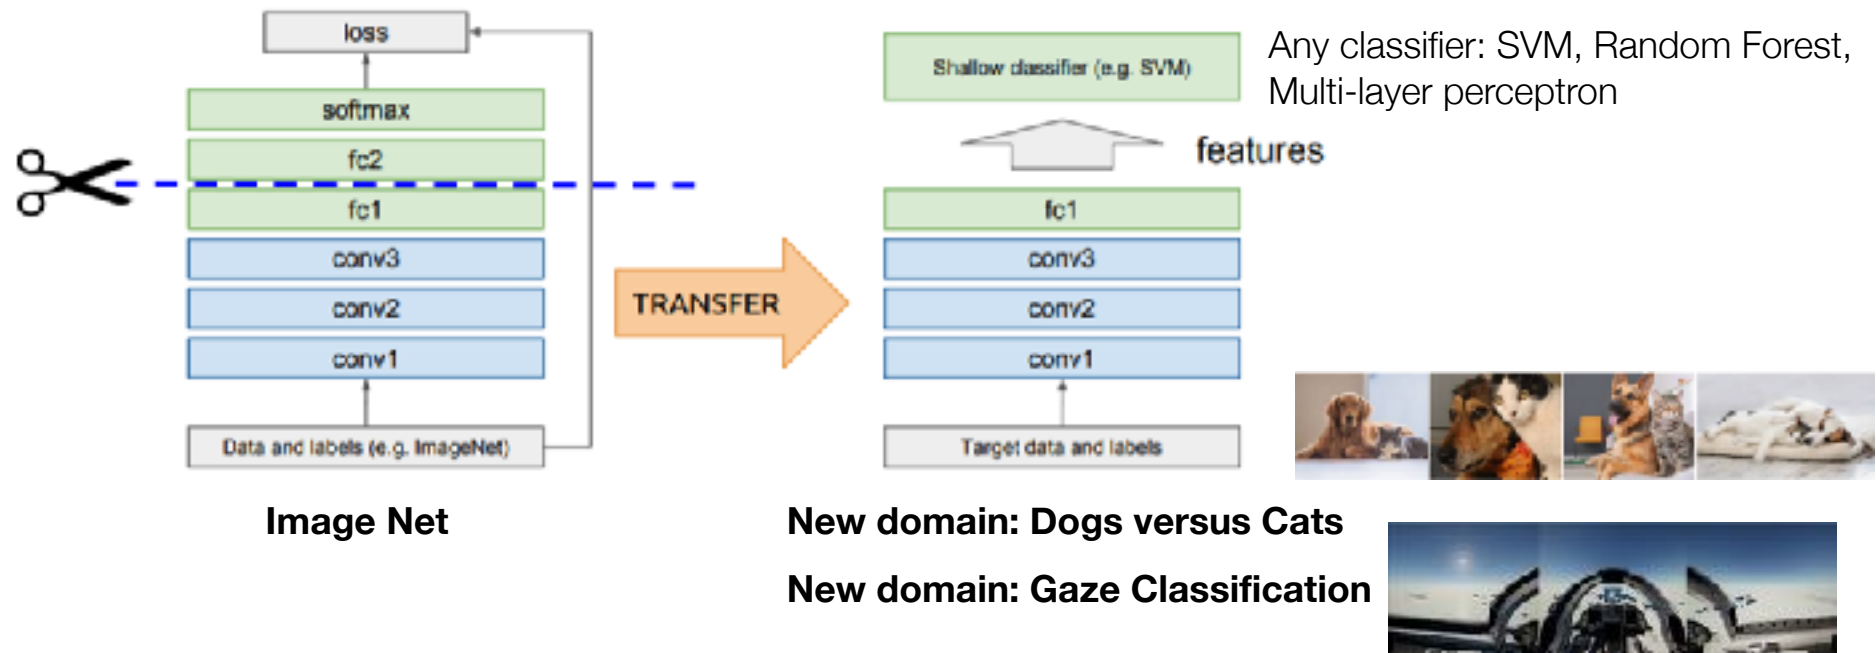 loss
softmax
fc2
fc1
conv3
conv2
conv1
Data and labels (e.g. ImageNet)
Image Net
TRANSFER
Shallow classifier (e.g. SVM)
Any classifier: SVM, Random Forest,
Multi-layer perceptron
features
fc1
conv3
conv2
conv1
Target data and labels
New domain: Dogs versus Cats
New domain: Gaze Classification